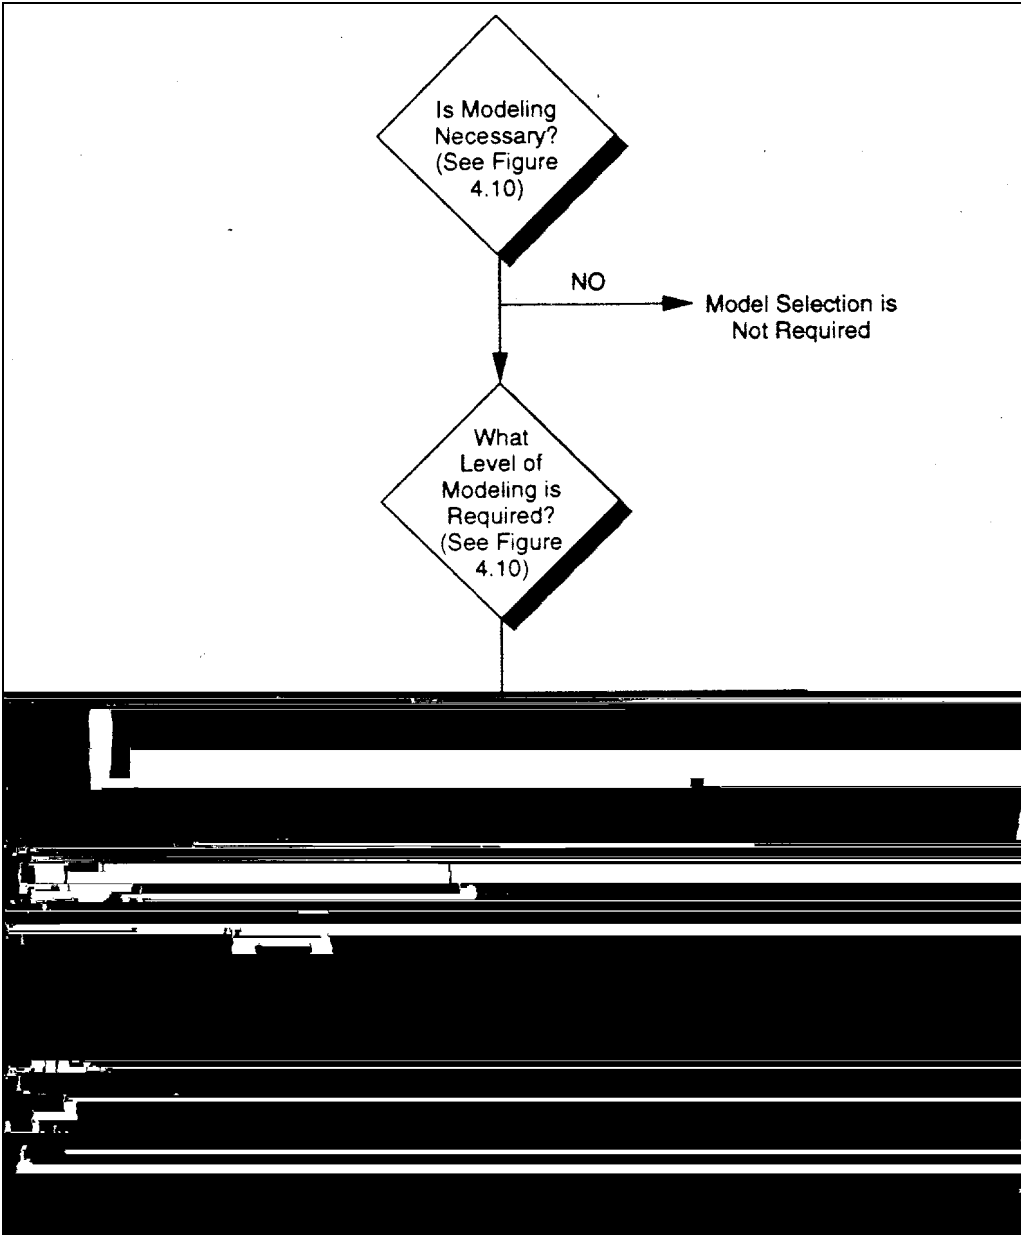 Is Modeling
Necessary?
(See Figure
4.10)
NO
Model Selection is
Not Required
What
Level of
Modeling is
Required?
(See Figure
4.10)